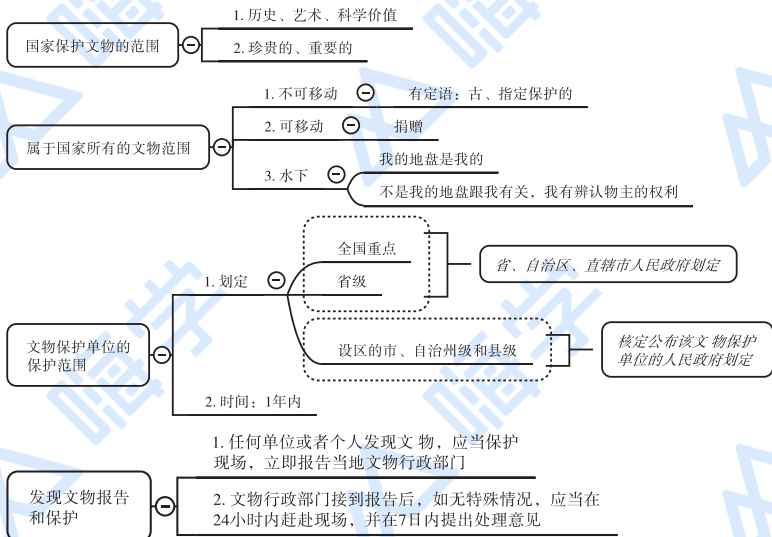 国家保护文物的范围
1. 历史、艺术、科学价值
2. 珍贵的、重要的
属于国家所有的文物范围
1. 不可移动
有定语：古、指定保护的
2. 可移动
捐赠
3. 水下
我的地盘是我的
不是我的地盘跟我有关，我有辨认物主的权利
文物保护单位的
保护范围
1. 划定
全国重点
省级
省、自治区、直辖市人民政府划定
设区的市、自治州级和县级
核定公布该文 物保护
单位的人民政府划定
2. 时间：1年内
发现文物报告
和保护
1. 任何单位或者个人发现文 物，应当保护
现场，立即报告当地文物行政部门
2. 文物行政部门接到报告后，如无特殊情况，应当在
24小时内赶赴现场，并在7日内提出处理意见
嗨学